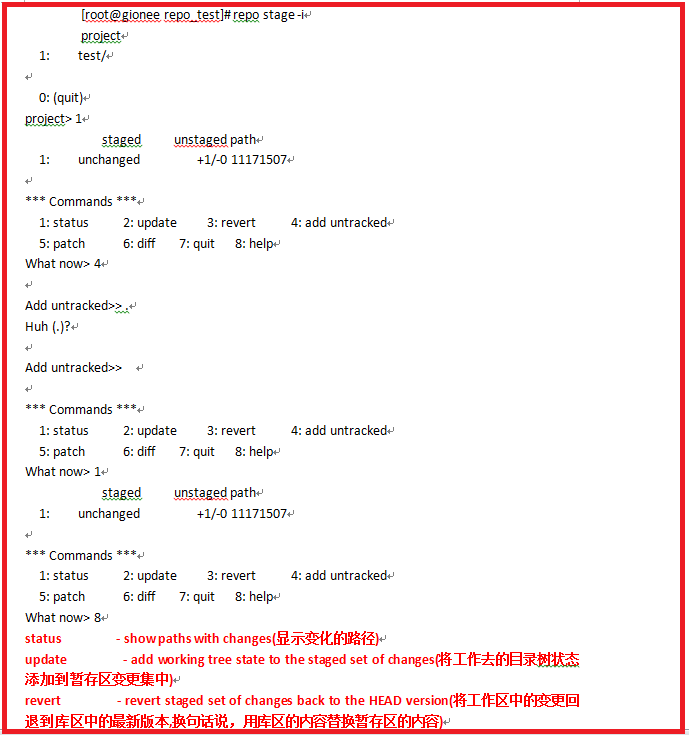 [root@gionee repo_test]# repo stage -i
project
1: test/
0: (quit)
project> 1
staged unstaged path
1: unchanged +1/-0 11171507
*** Commands ***
1: status 2: update 3: revert 4: add untracked
5: patch 6: diff 7: quit 8: help
What now> 4
Add untracked>> .
Huh (.)?
Add untracked>>
*** Commands ***
1: status 2: update 3: revert 4: add untracked
5: patch 6: diff 7: quit 8: help
What now> 1
staged unstaged path
1: unchanged +1/-0 11171507
*** Commands ***
1: status 2: update 3: revert 4: add untracked
5: patch 6: diff 7: quit 8: help
What now> 8
status - show paths with changes(显示变化的路径)
update - add working tree state to the staged set of changes(将工作去的目录树状态
添加到暂存区变更集中)
revert - revert staged set of changes back to the HEAD version(将工作区中的变更回
退到库区中的最新版本,换句话说，用库区的内容替换暂存区的内容)